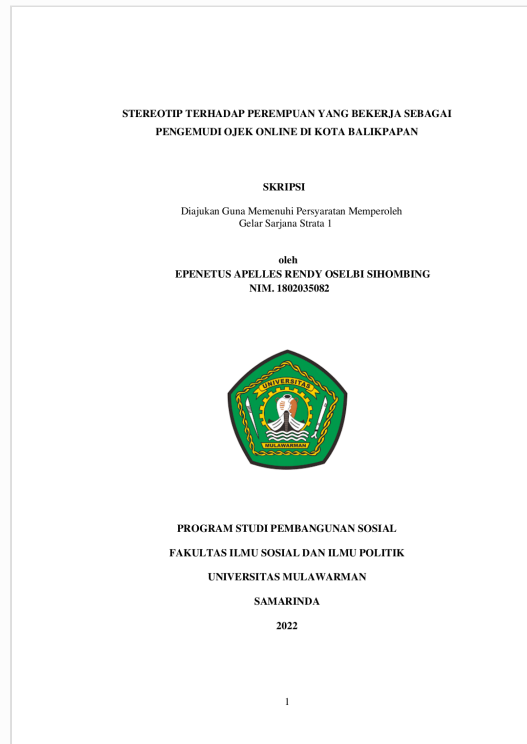 STEREOTIP TERHADAP PEREMPUAN YANG BEKERJA SEBAGAI
PENGEMUDI OJEK ONLINE DI KOTA BALIKPAPAN
SKRIPSI
Diajukan Guna Memenuhi Persyaratan Memperoleh
Gelar Sarjana Strata 1
oleh
EPENETUS APELLES RENDY OSELBI SIHOMBING
NIM. 1802035082
UNIVERSITAS
MULAWARMAN
PROGRAM STUDI PEMBANGUNAN SOSIAL
FAKULTAS ILMU SOSIAL DAN ILMU POLITIK
UNIVERSITAS MULAWARMAN
SAMARINDA
2022
1